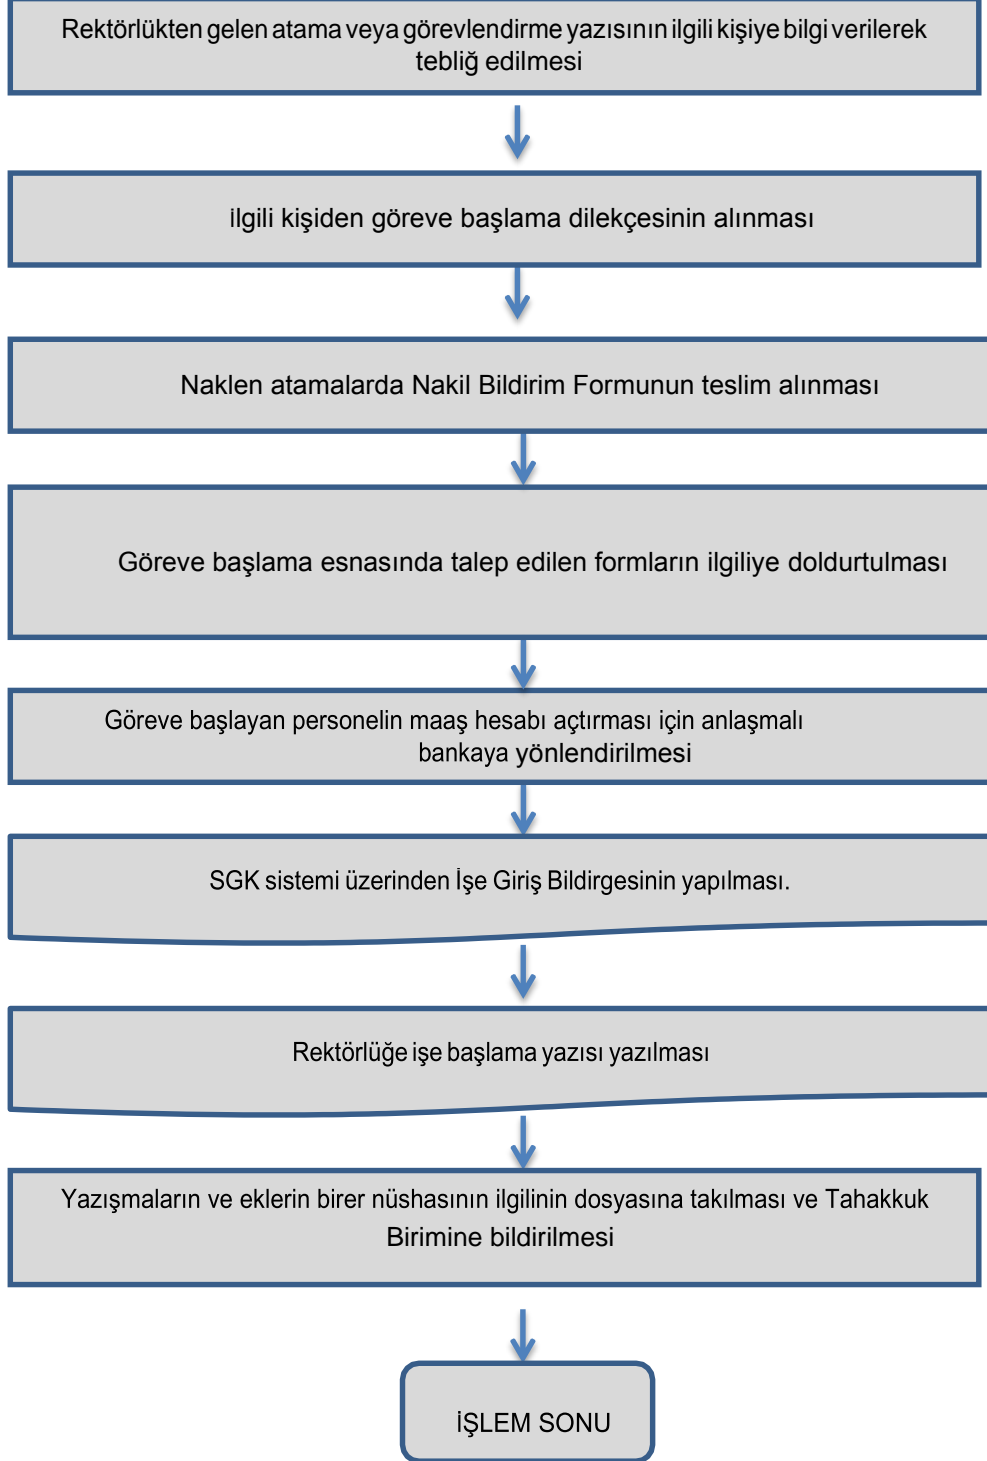 Rektörlükten gelen atama veya görevlendirme yazısının ilgili kişiye bilgi verilerek
tebliğ edilmesi
İlgili kişiden göreve başlama dilekçesinin alınması
Naklen atamalarda Nakil Bildirim Formunun teslim alınması
Göreve başlama esnasında talep edilen formların ilgiliye doldurtulması
Göreve başlayan personelin maaş hesabı açtırması için anlaşmalı
bankaya yönlendirilmesi
SGK sistemi üzerinden İşe Giriş Bildirgesinin yapılması.
Rektörlüğe işe başlama yazısı yazılması
Yazışmaların ve eklerin birer nüshasının ilgilinin dosyasına takılması ve Tahakkuk
Birimine bildirilmesi
İŞLEM SONU